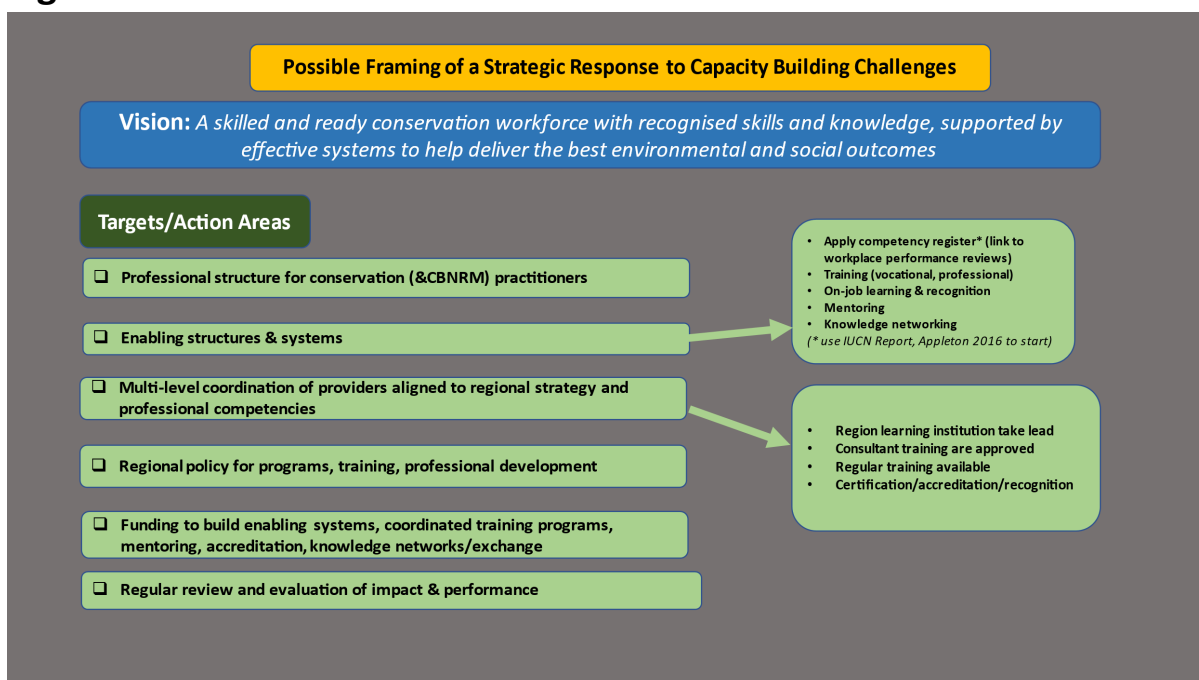 Possible Framing of a Strategic Response to Capacity Building Challenges
Vision: A skilled and ready conservation workforce with recognised skills and knowledge, supported by
effective systems to help deliver the best environmental and social outcomes
Targets/Action Areas
❑ Professional structure for conservation (&CBNRM) practitioners
❑ Enabling structures & systems
❑ Multi-level coordination of providers aligned to regional strategy and
professional competencies
❑ Regional policy for programs, training, professional development
❑ Funding to build enabling systems, coordinated training programs,
mentoring, accreditation, knowledge networks/exchange
❑ Regular review and evaluation of impact & performance
• Apply competency register* (link to
workplace performance reviews)
• Training (vocational, professional)
• On-job learning & recognition
• Mentoring
• Knowledge networking
(* use IUCN Report, Appleton 2016 to start)
• Region learning institution take lead
• Consultant training are approved
• Regular training available
• Certification/accreditation/recognition